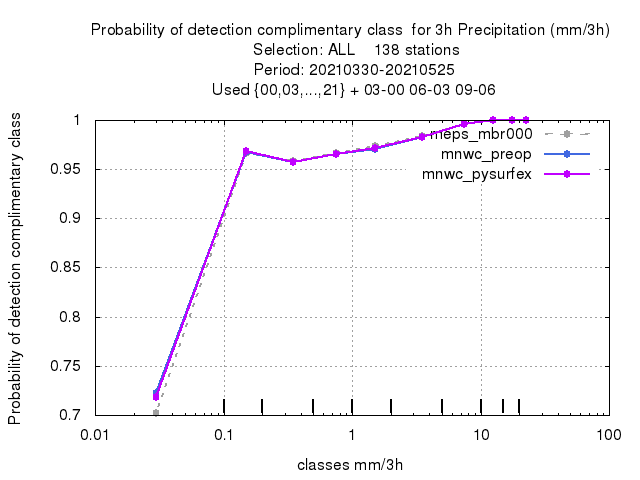 Probability of detection complimentary class  for 3h Precipitation (mm/3h)
Selection: ALL    138 stations
Period: 20210330-20210525
Used {00,03,...,21} + 03-00 06-03 09-06
Probability of detection complimentary class
1
0.95
0.9
0.85
0.8
0.75
0.7
meps_mbr000
mnwc_preop
mnwc_pysurfex
0.01
0.1
1
10
100
classes mm/3h